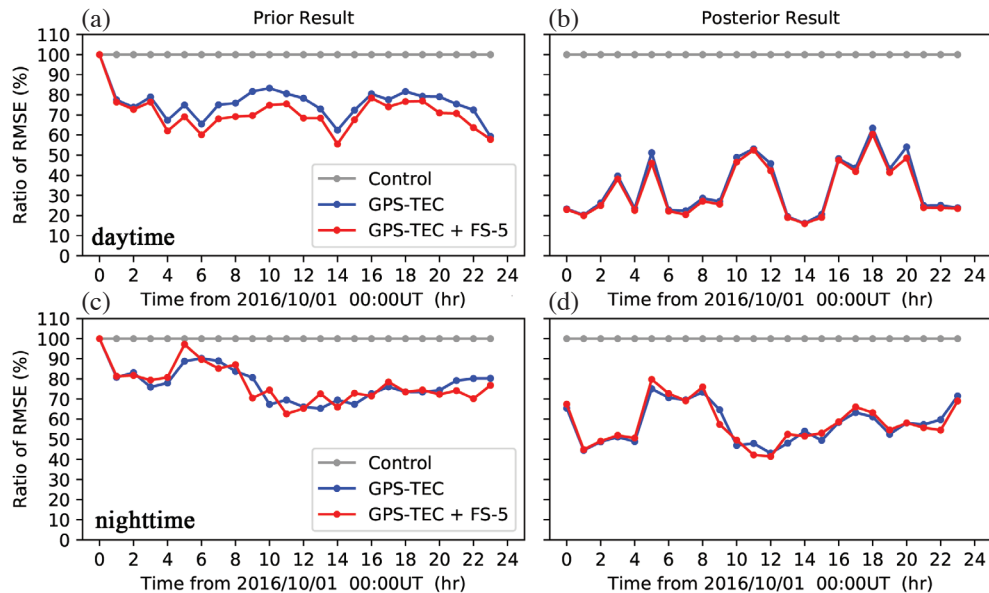 (a) Prior Result
(b) Posterior Result
Ratio of RMSE (%)
110
100
90
80
70
60
50
40
30
20
10
0
Control
GPS-TEC
GPS-TEC + FS-5
daytime
0 2 4 6 8 10 12 14 16 18 20 22 24
Time from 2016/10/01 00:00UT (hr)
0 2 4 6 8 10 12 14 16 18 20 22 24
Time from 2016/10/01 00:00UT (hr)
(c)
(d)
Ratio of RMSE (%)
110
100
90
80
70
60
50
40
30
20
10
0
Control
GPS-TEC
GPS-TEC + FS-5
nighttime
0 2 4 6 8 10 12 14 16 18 20 22 24
Time from 2016/10/01 00:00UT (hr)
0 2 4 6 8 10 12 14 16 18 20 22 24
Time from 2016/10/01 00:00UT (hr)